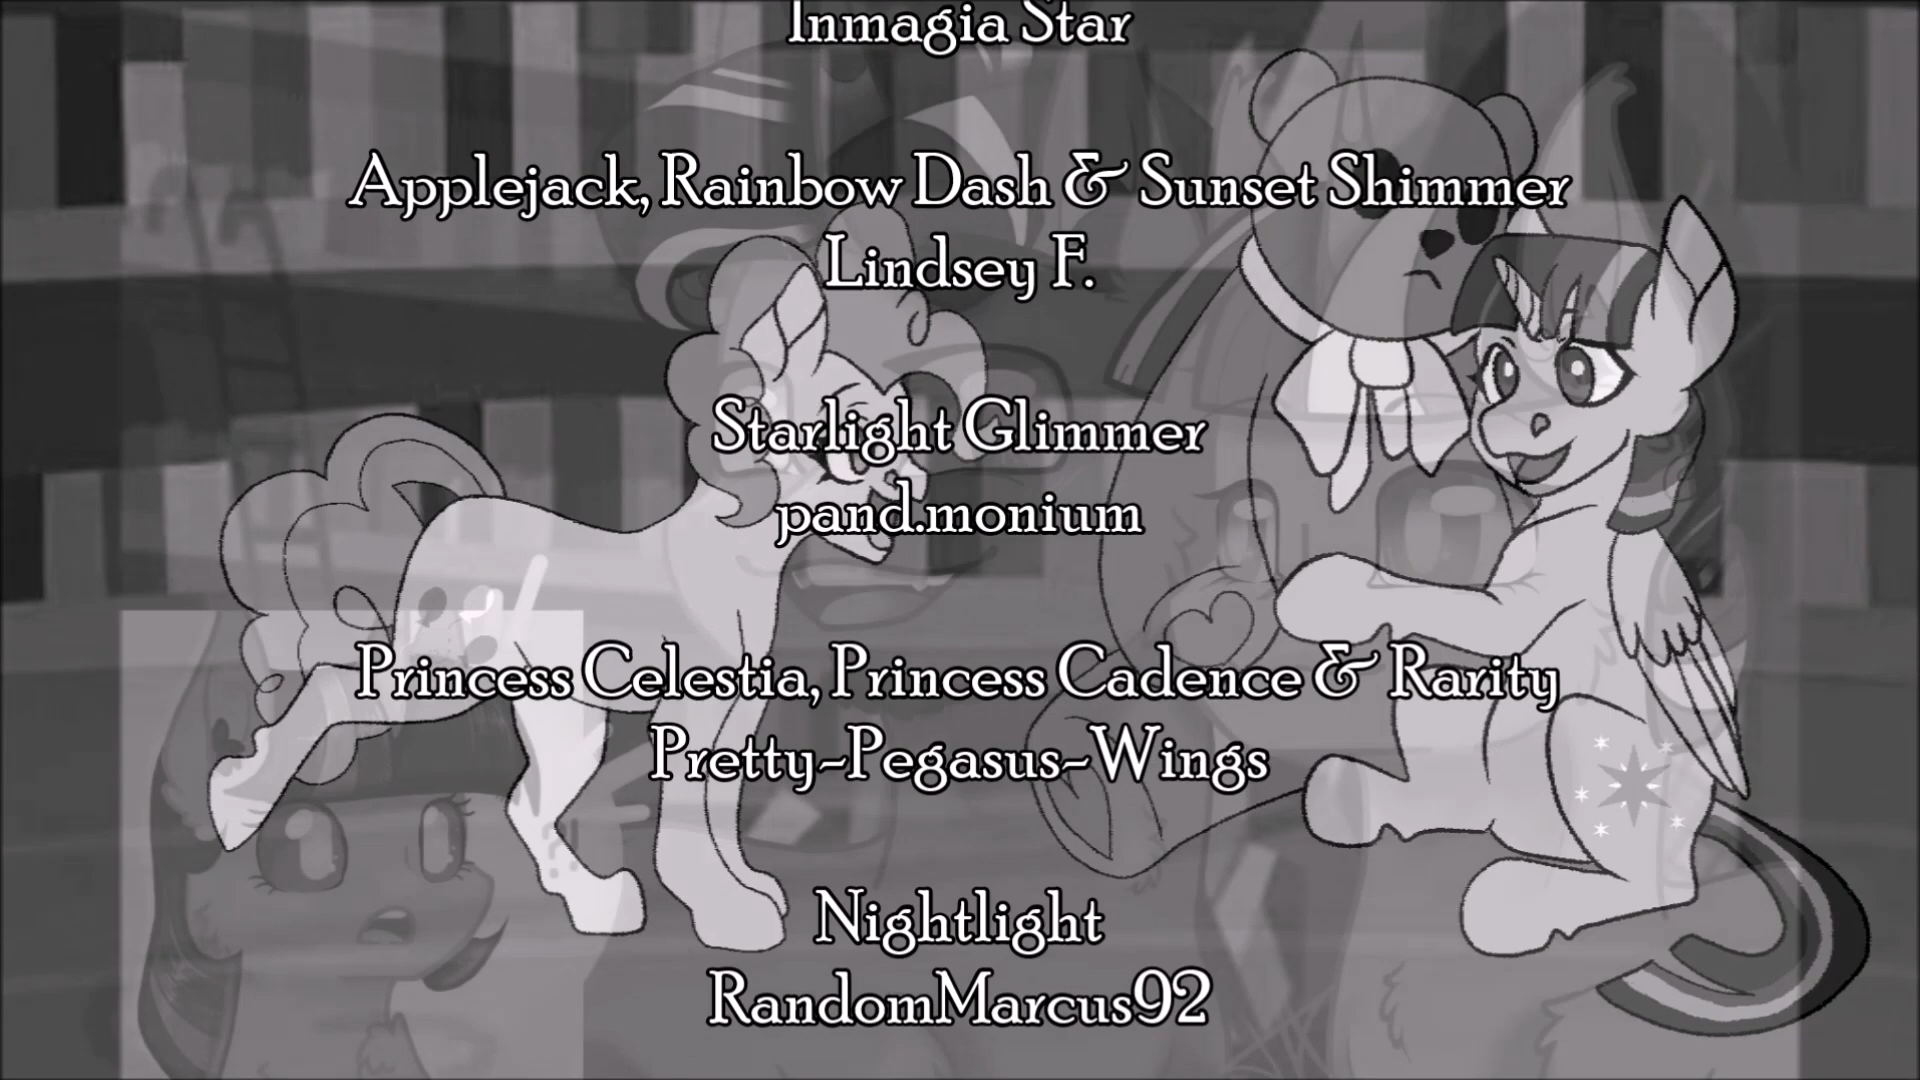 Inmagia Star
Applejack, Rainbow Dash & Sunset Shimmer
Lindsey F.
Starlight Glimmer
pand.monium
Princess Celestia, Princess Cadence & Rarity
Pretty-Pegasus-Wings
Nightlight
RandomMarcus92